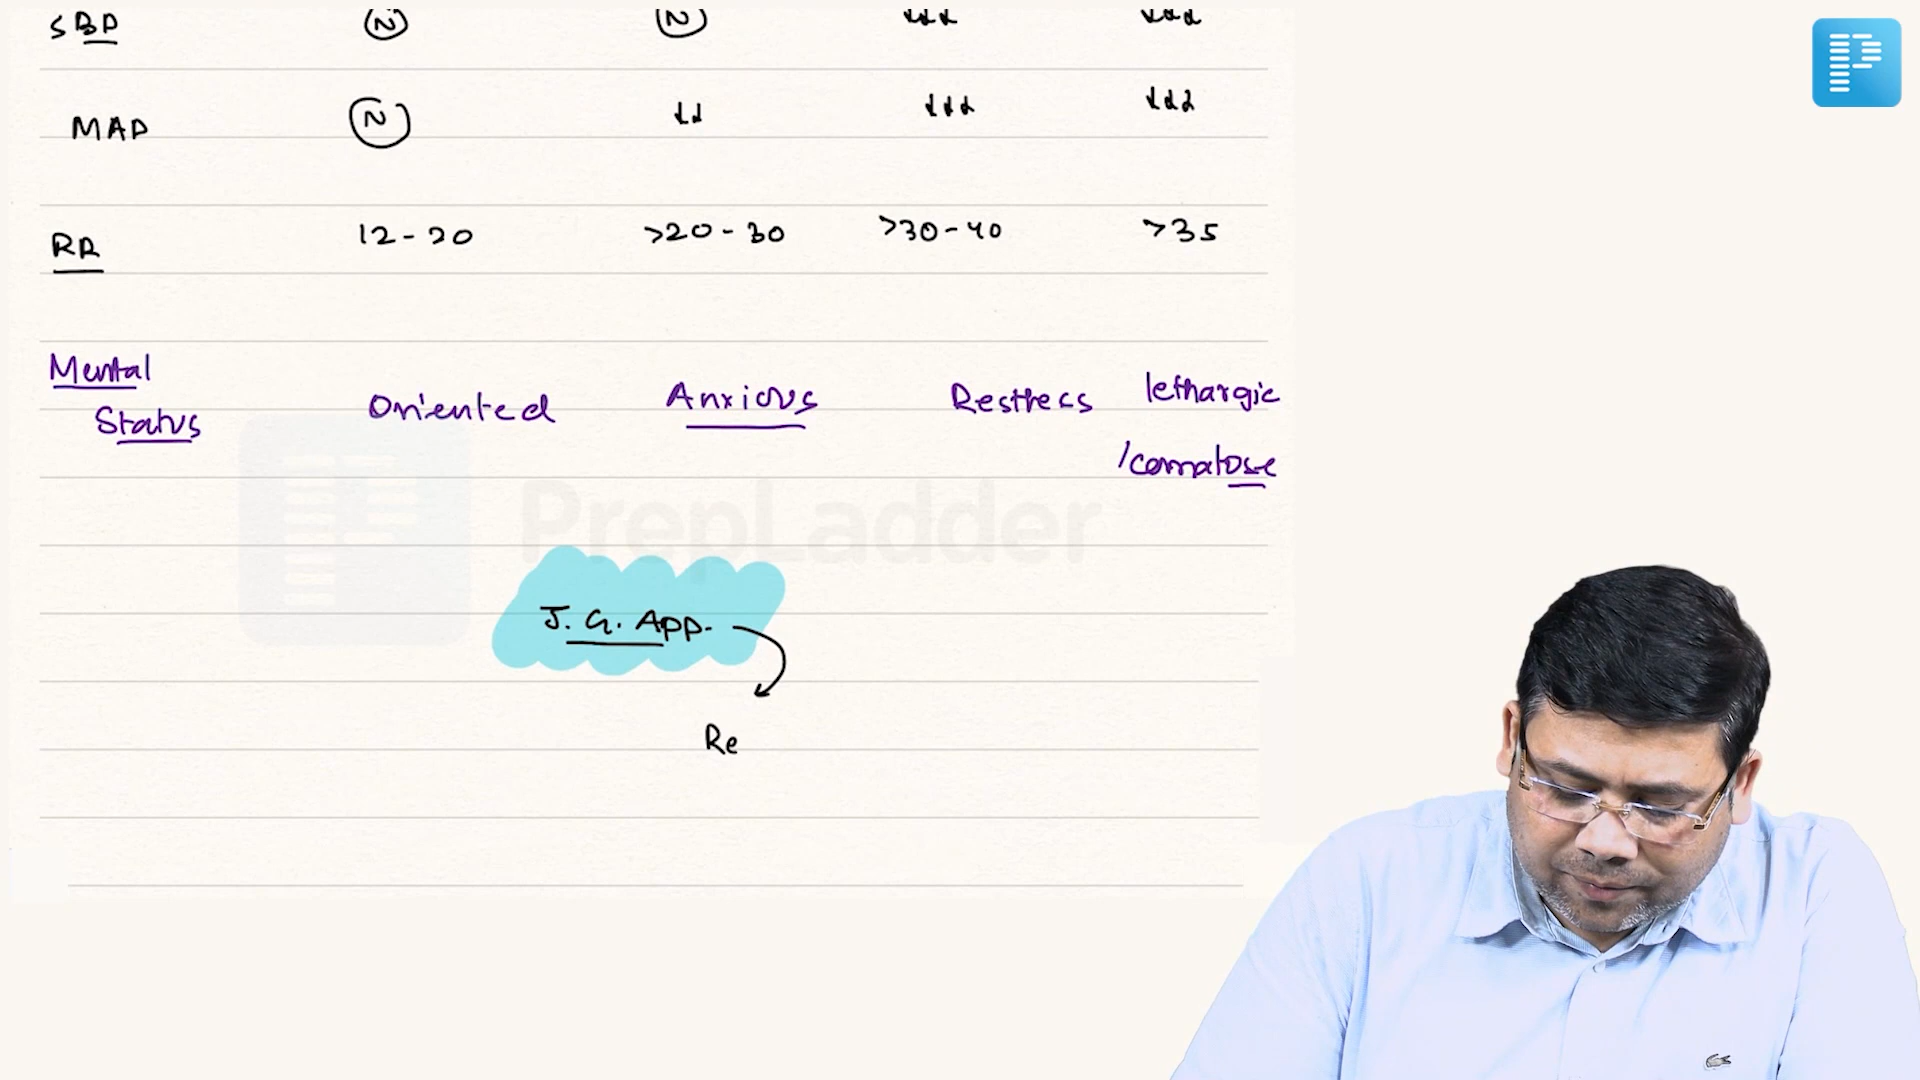 SBP N N ↓↓↓ ↓↓↓
MAP N ↓↓ ↓↓↓ ↓↓↓
RR 12-20 >20-30 >30-40 >35
Mental Status Oriented Anxious Restless lethargic /comatose
PrepLadder
J. G. App.
Re